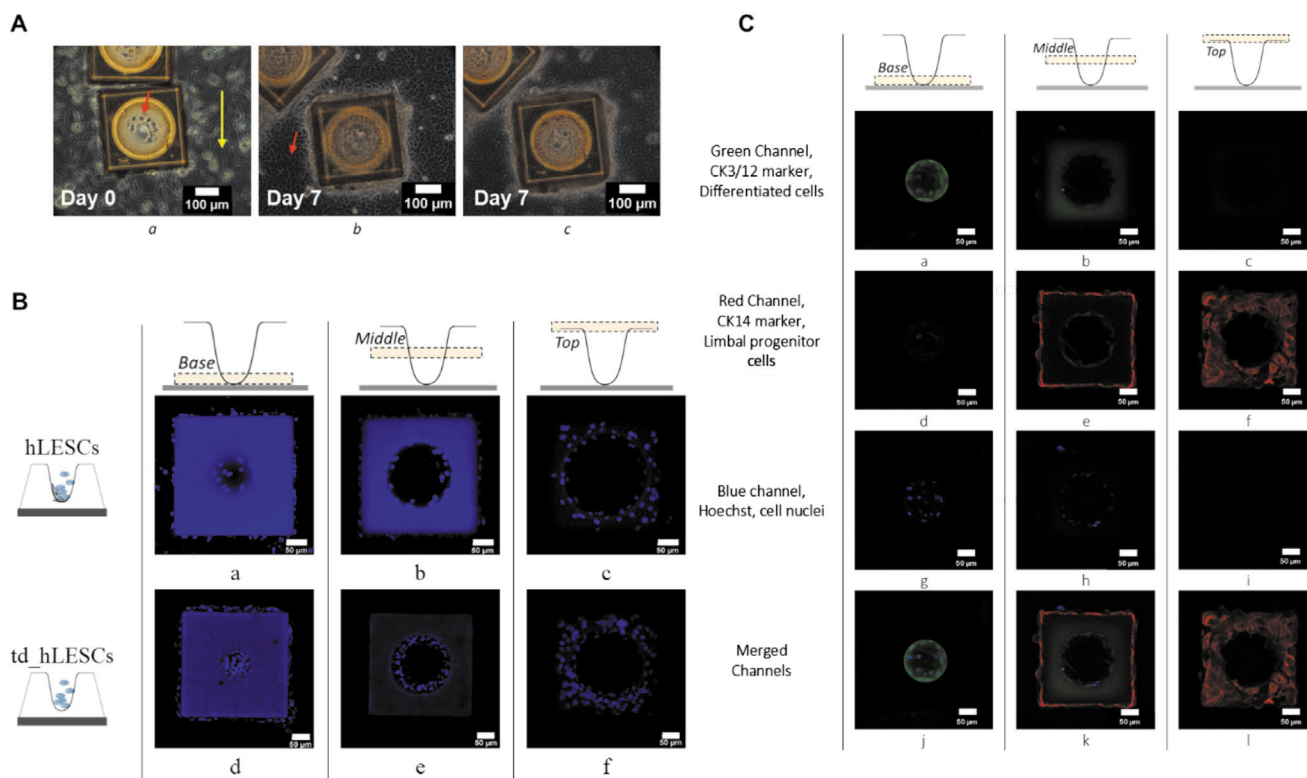 A
Day 0
100 µm
a
Day 7
100 µm
b
Day 7
100 µm
c
B
Base
Middle
Top
hLESCs
50 µm
a
50 µm
b
50 µm
c
td_hLESCs
50 µm
d
50 µm
e
50 µm
f
C
Base
Middle
Top
Green Channel,
CK3/12 marker,
Differentiated cells
50 µm
a
50 µm
b
50 µm
c
Red Channel,
CK14 marker,
Limbal progenitor
cells
50 µm
d
50 µm
e
50 µm
f
Blue channel,
Hoechst, cell nuclei
50 µm
g
50 µm
h
50 µm
i
Merged
Channels
50 µm
j
50 µm
k
50 µm
l